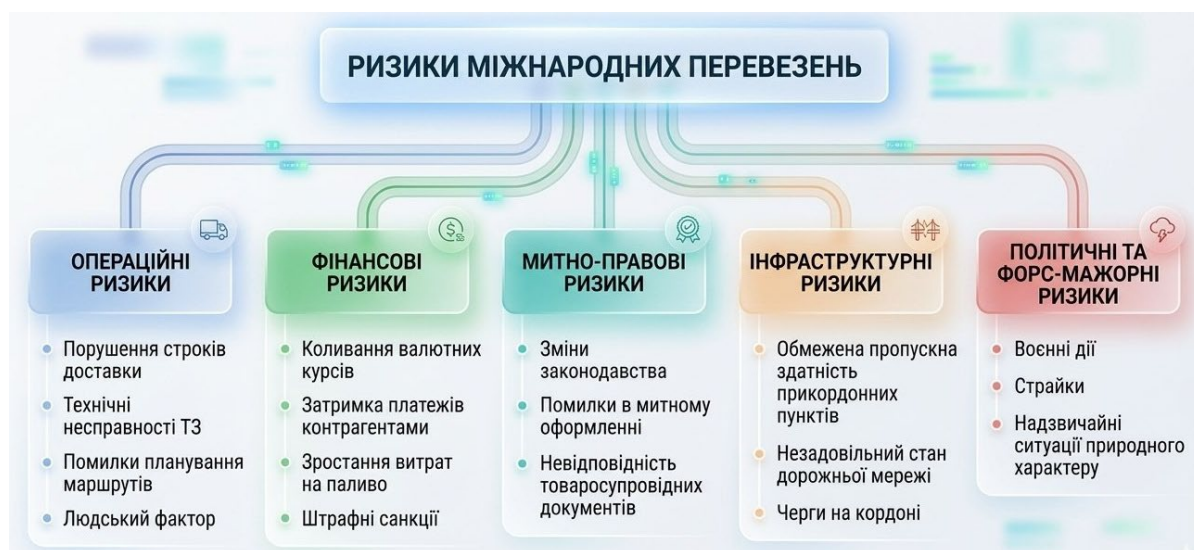 РИЗИКИ МІЖНАРОДНИХ ПЕРЕВЕЗЕНЬ
ОПЕРАЦІЙНІ
РИЗИКИ
Порушення строків
доставки
Технічні
несправності ТЗ
Помилки планування
маршрутів
Людський фактор
ФІНАНСОВІ
РИЗИКИ
Коливання валютних
курсів
Затримка платежів
контрагентами
Зростання витрат
на паливо
Штрафні санкції
МИТНО-ПРАВОВІ
РИЗИКИ
Зміни
законодавства
Помилки в митному
оформленні
Невідповідність
товаросупровідних
документів
ІНФРАСТРУКТУРНІ
РИЗИКИ
Обмежена пропускна
здатність
прикордонних
пунктів
Незадовільний стан
дорожньої мережі
Черги на кордоні
ПОЛІТИЧНІ ТА
ФОРС-МАЖОРНІ
РИЗИКИ
Воєнні дії
Страйки
Надзвичайні
ситуації природного
характеру